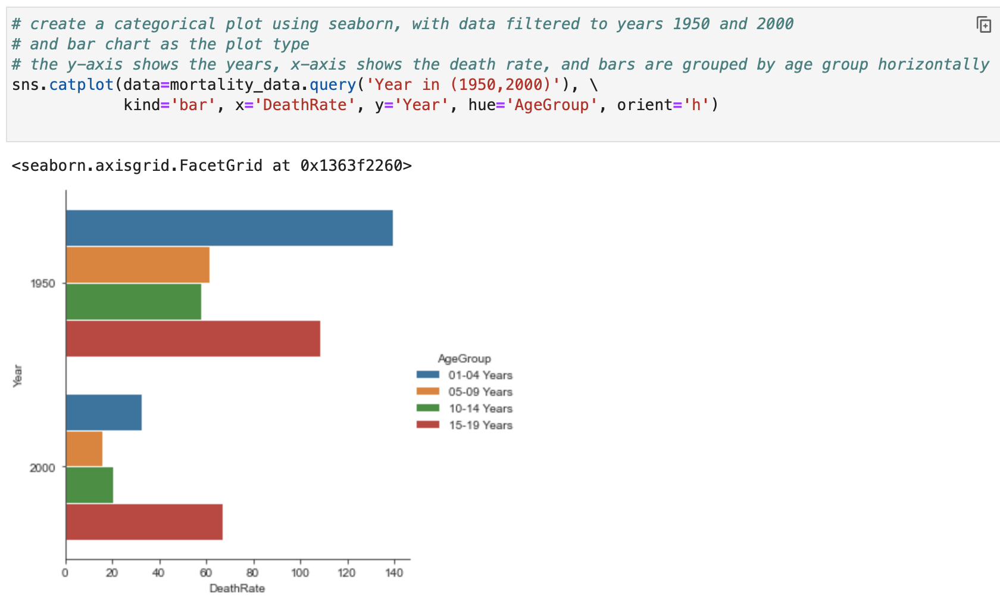 # create a categorical plot using seaborn, with data filtered to years 1950 and 2000
# and bar chart as the plot type
# the y-axis shows the years, x-axis shows the death rate, and bars are grouped by age group horizontally
sns.catplot(data=mortality_data.query('Year in (1950,2000)'), \
            kind='bar', x='DeathRate', y='Year', hue='AgeGroup', orient='h')
<seaborn.axisgrid.FacetGrid at 0x1363f2260>
1950
Year
2000
AgeGroup
01-04 Years
05-09 Years
10-14 Years
15-19 Years
0 20 40 60 80 100 120 140
DeathRate